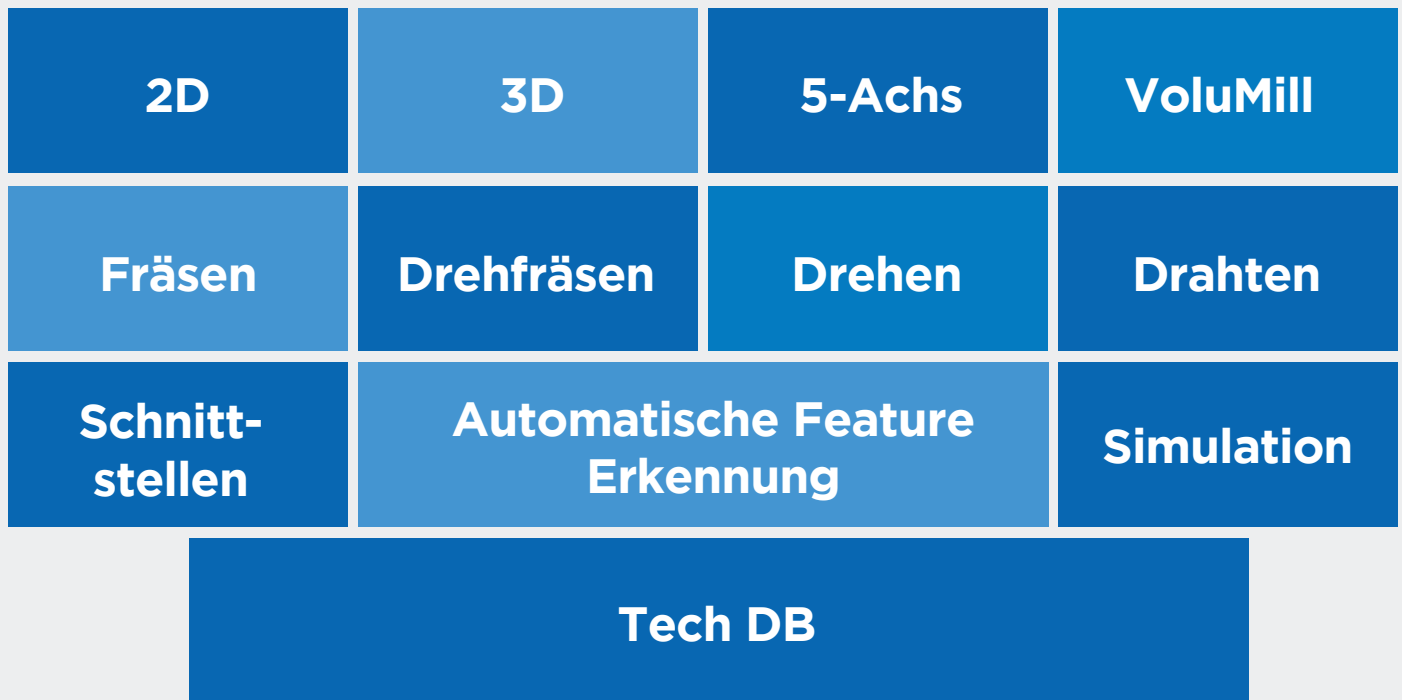 2D
3D
5-Achs
VoluMill
Fräsen
Drehfräsen
Drehen
Drahten
Schnitt-
stellen
Automatische Feature
Erkennung
Simulation
Tech DB